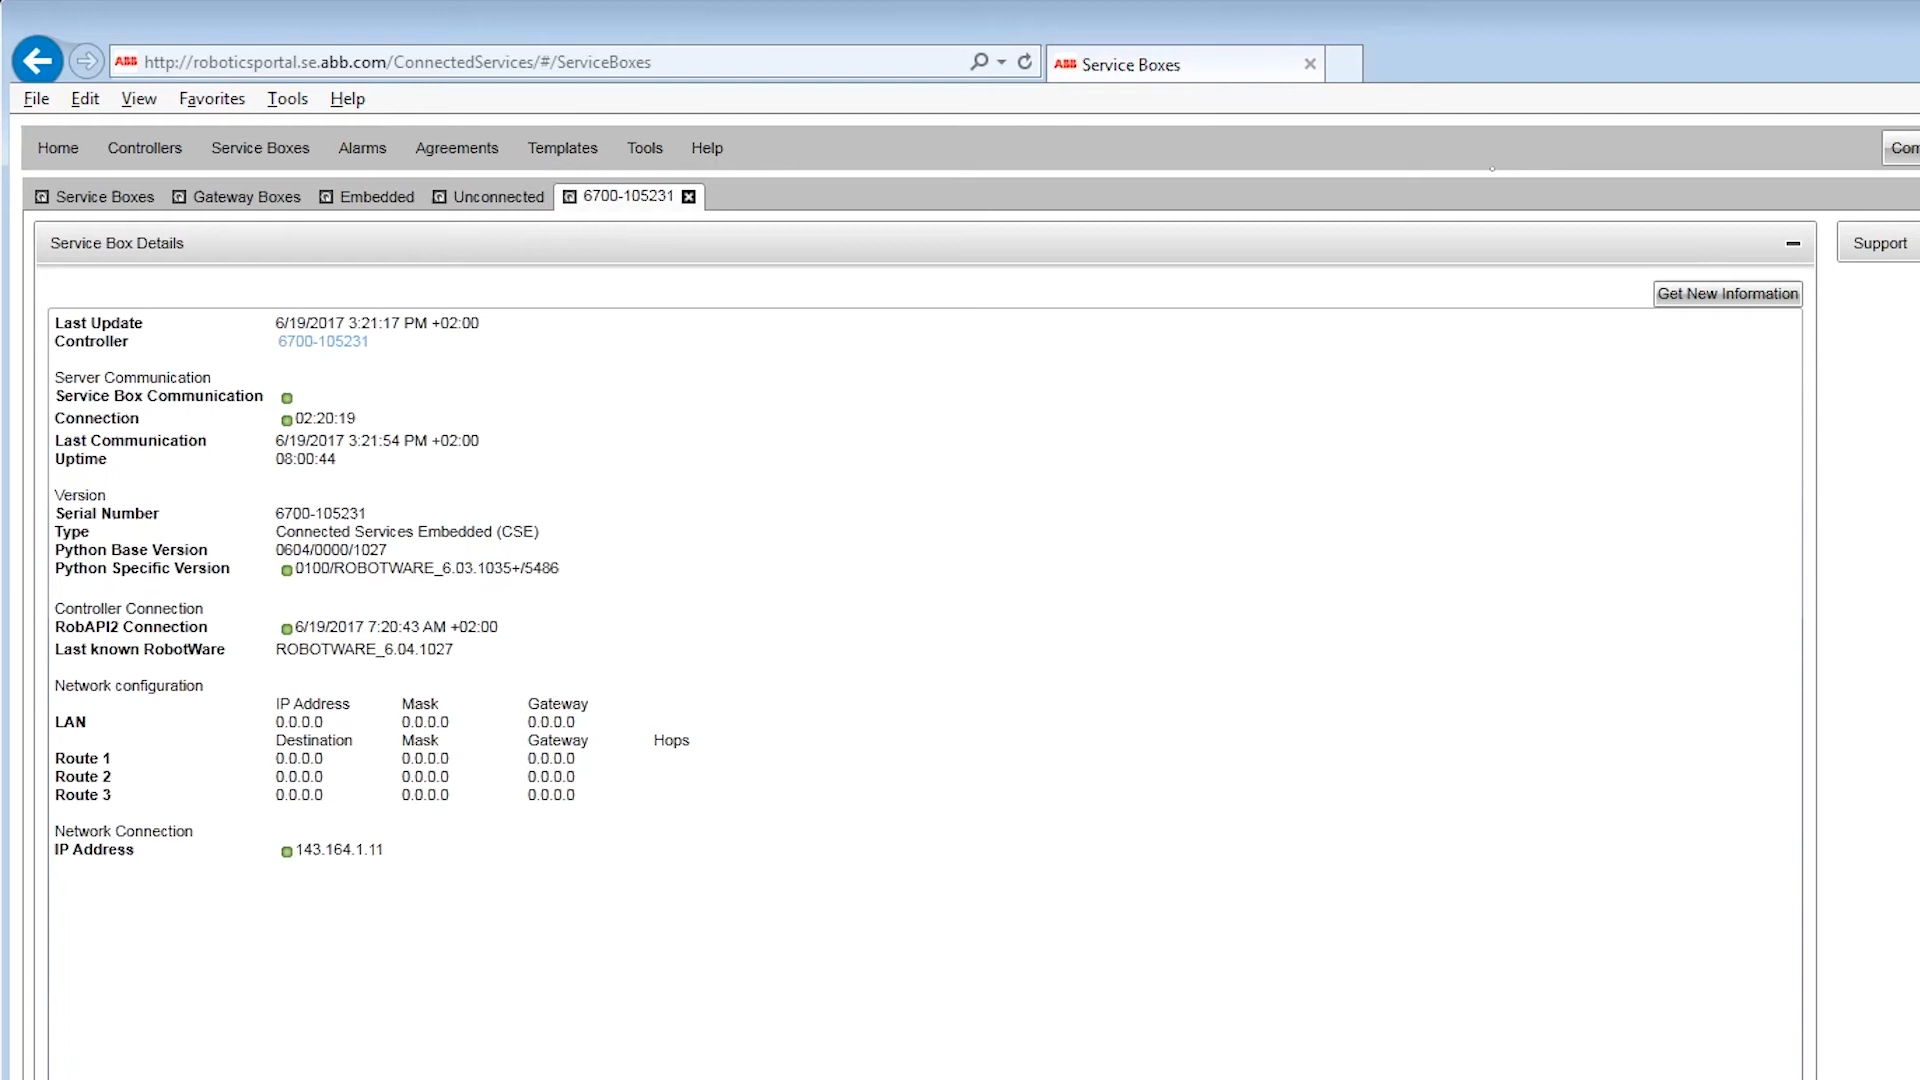 ABB http://roboticsportal.se.abb.com/ConnectedServices/#/ServiceBoxes ABB Service Boxes
File Edit View Favorites Tools Help
Home Controllers Service Boxes Alarms Agreements Templates Tools Help
Service Boxes Gateway Boxes Embedded Unconnected 6700-105231
Service Box Details Support
Get New Information
Last Update 6/19/2017 3:21:17 PM +02:00
Controller 6700-105231
Server Communication
Service Box Communication
Connection 02:20:19
Last Communication 6/19/2017 3:21:54 PM +02:00
Uptime 08:00:44
Version
Serial Number 6700-105231
Type Connected Services Embedded (CSE)
Python Base Version 0604/0000/1027
Python Specific Version 0100/ROBOTWARE_6.03.1035+/5486
Controller Connection
RobAPI2 Connection 6/19/2017 7:20:43 AM +02:00
Last known RobotWare ROBOTWARE_6.04.1027
Network configuration
IP Address Mask Gateway
LAN 0.0.0.0 0.0.0.0 0.0.0.0
Destination Mask Gateway Hops
Route 1 0.0.0.0 0.0.0.0 0.0.0.0
Route 2 0.0.0.0 0.0.0.0 0.0.0.0
Route 3 0.0.0.0 0.0.0.0 0.0.0.0
Network Connection
IP Address 143.164.1.11